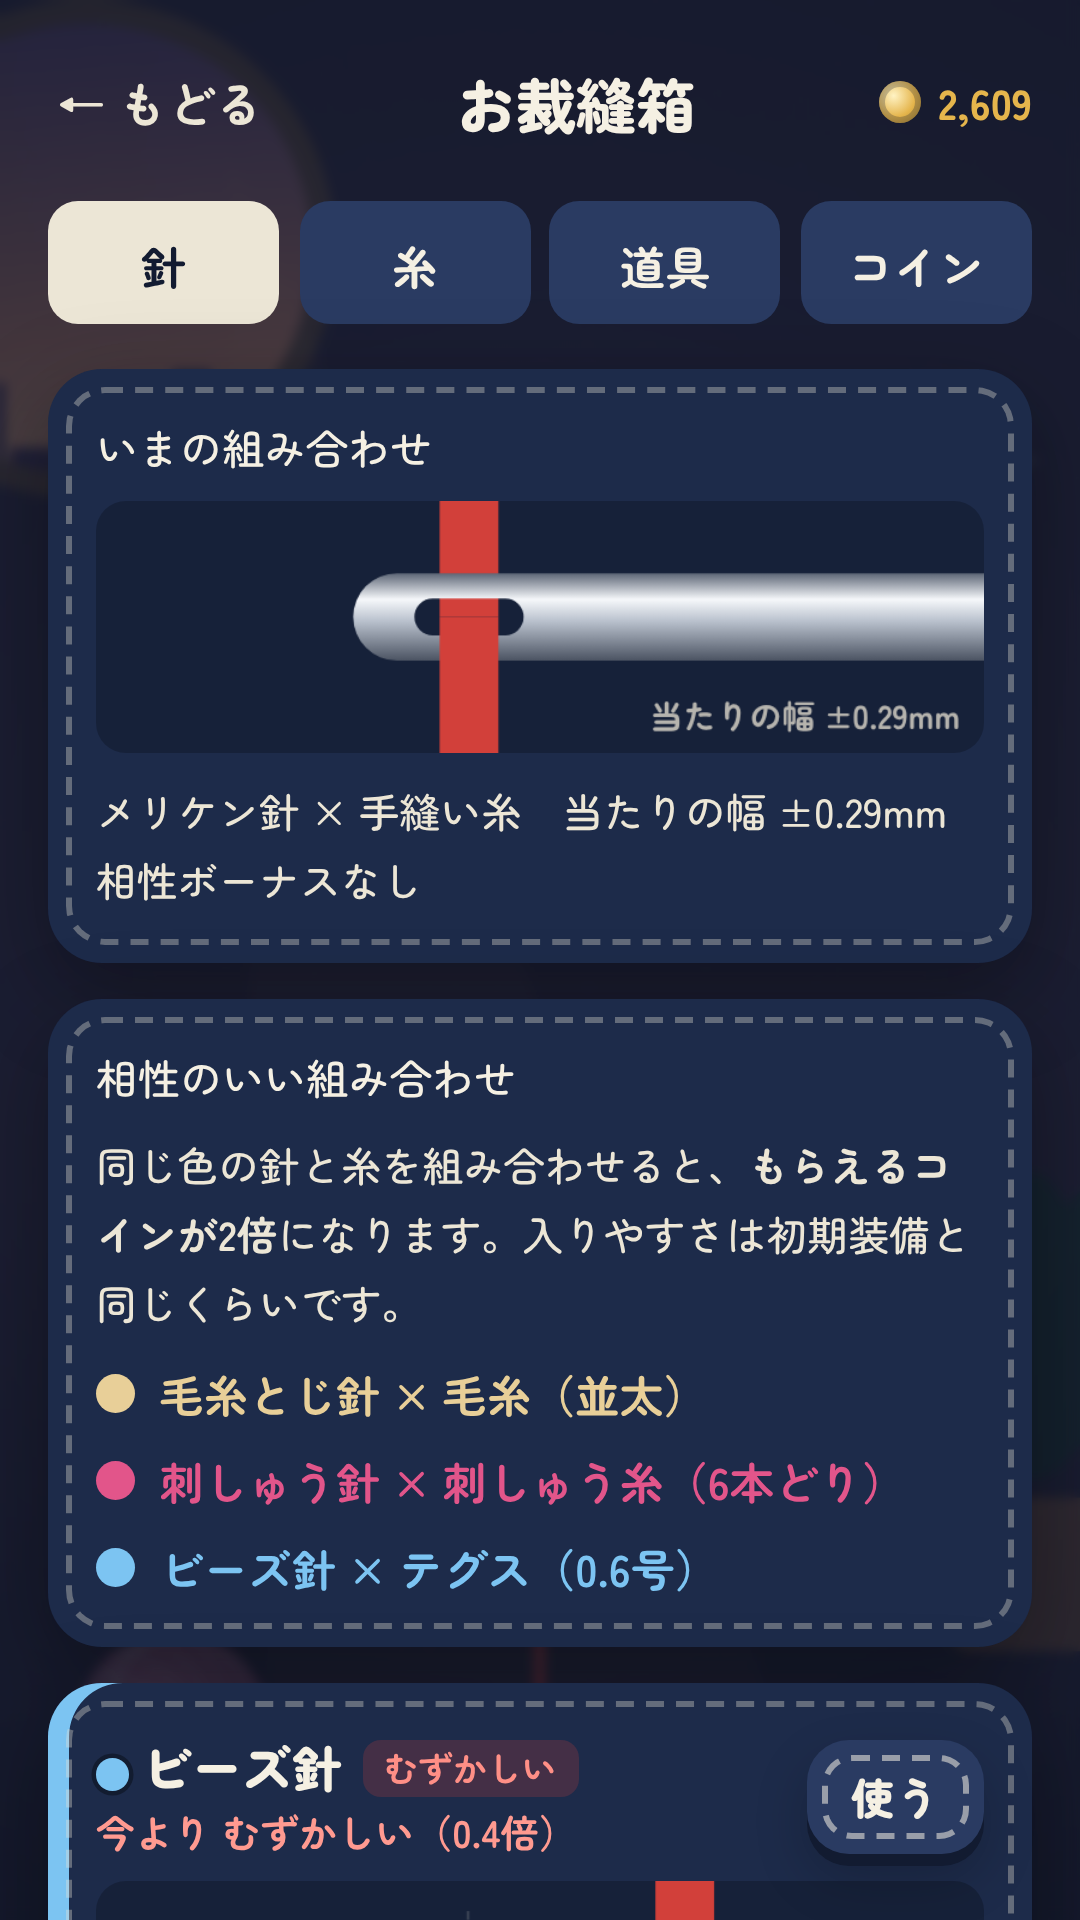 ← もどる
お裁縫箱
2,609
針
糸
道具
コイン
いまの組み合わせ
当たりの幅 ±0.29mm
メリケン針 × 手縫い糸　当たりの幅 ±0.29mm
相性ボーナスなし
相性のいい組み合わせ
同じ色の針と糸を組み合わせると、もらえるコ
インが2倍になります。入りやすさは初期装備と
同じくらいです。
毛糸とじ針 × 毛糸（並太）
刺しゅう針 × 刺しゅう糸（6本どり）
ビーズ針 × テグス（0.6号）
ビーズ針
むずかしい
使う
今より むずかしい（0.4倍）